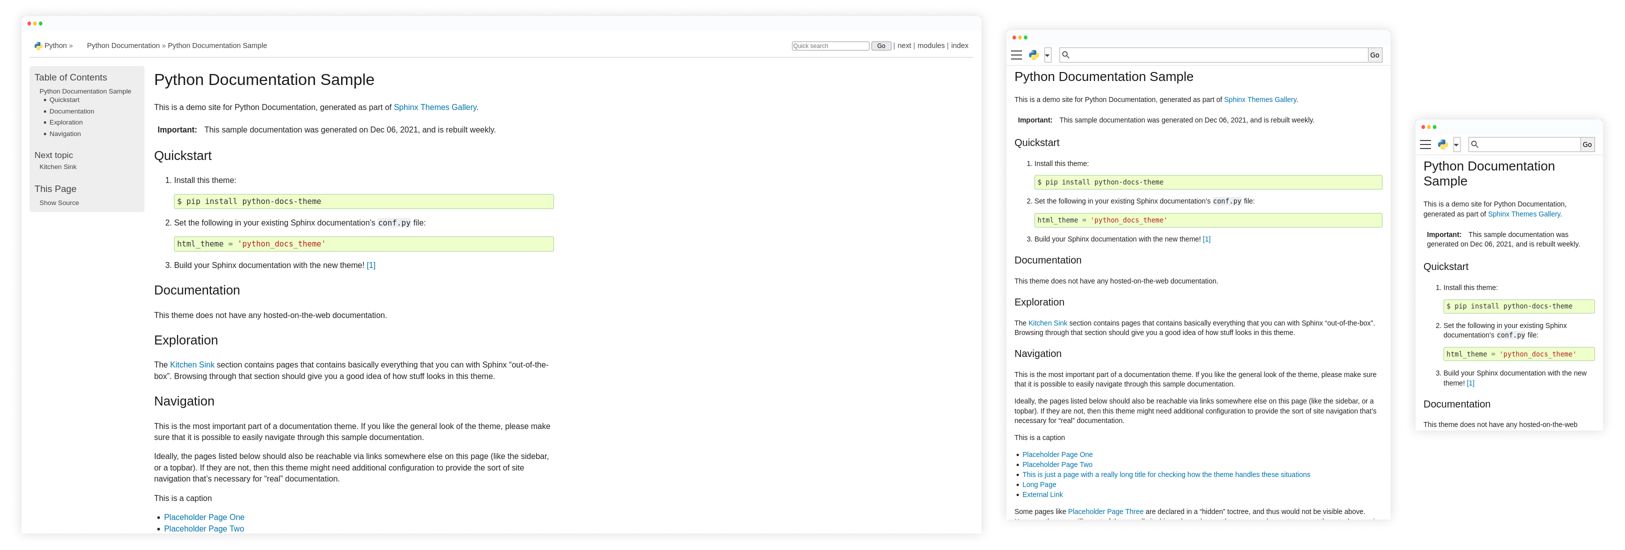 Python »
Python Documentation » Python Documentation Sample
Quick search
Go
| next | modules | index
Table of Contents
Python Documentation Sample
Quickstart
Documentation
Exploration
Navigation
Next topic
Kitchen Sink
This Page
Show Source
Python Documentation Sample
This is a demo site for Python Documentation, generated as part of Sphinx Themes Gallery.
Important: This sample documentation was generated on Dec 06, 2021, and is rebuilt weekly.
Quickstart
1. Install this theme:
$ pip install python-docs-theme
2. Set the following in your existing Sphinx documentation's conf.py file:
html_theme = 'python_docs_theme'
3. Build your Sphinx documentation with the new theme! [1]
Documentation
This theme does not have any hosted-on-the-web documentation.
Exploration
The Kitchen Sink section contains pages that contains basically everything that you can with Sphinx “out-of-the-
box”. Browsing through that section should give you a good idea of how stuff looks in this theme.
Navigation
This is the most important part of a documentation theme. If you like the general look of the theme, please make
sure that it is possible to easily navigate through this sample documentation.
Ideally, the pages listed below should also be reachable via links somewhere else on this page (like the sidebar,
or a topbar). If they are not, then this theme might need additional configuration to provide the sort of site
navigation that’s necessary for “real” documentation.
This is a caption
Placeholder Page One
Placeholder Page Two
Go
Python Documentation Sample
This is a demo site for Python Documentation, generated as part of Sphinx Themes Gallery.
Important: This sample documentation was generated on Dec 06, 2021, and is rebuilt weekly.
Quickstart
1. Install this theme:
$ pip install python-docs-theme
2. Set the following in your existing Sphinx documentation's conf.py file:
html_theme = 'python_docs_theme'
3. Build your Sphinx documentation with the new theme! [1]
Documentation
This theme does not have any hosted-on-the-web documentation.
Exploration
The Kitchen Sink section contains pages that contains basically everything that you can with Sphinx “out-of-the-box”.
Browsing through that section should give you a good idea of how stuff looks in this theme.
Navigation
This is the most important part of a documentation theme. If you like the general look of the theme, please make sure
that it is possible to easily navigate through this sample documentation.
Ideally, the pages listed below should also be reachable via links somewhere else on this page (like the sidebar, or a
topbar). If they are not, then this theme might need additional configuration to provide the sort of site navigation that’s
necessary for “real” documentation.
This is a caption
Placeholder Page One
Placeholder Page Two
This is just a page with a really long title for checking how the theme handles these situations
Long Page
External Link
Some pages like Placeholder Page Three are declared in a “hidden” toctree, and thus would not be visible above.
Go
Python Documentation
Sample
This is a demo site for Python Documentation,
generated as part of Sphinx Themes Gallery.
Important: This sample documentation was
generated on Dec 06, 2021, and is rebuilt weekly.
Quickstart
1. Install this theme:
$ pip install python-docs-theme
2. Set the following in your existing Sphinx
documentation's conf.py file:
html_theme = 'python_docs_theme'
3. Build your Sphinx documentation with the new
theme! [1]
Documentation
This theme does not have any hosted-on-the-web